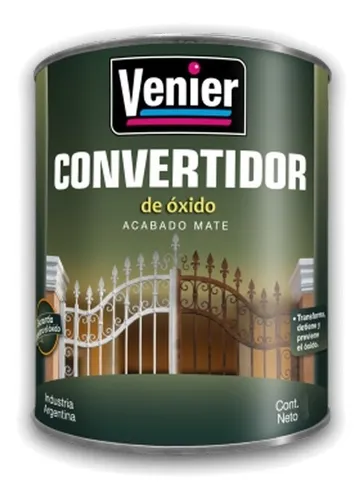 Venier
CONVERTIDOR
de óxido
ACABADO MATE
• Transforma,
detiene y
previene
el óxido.
Industria
Argentina
Cont.
Neto